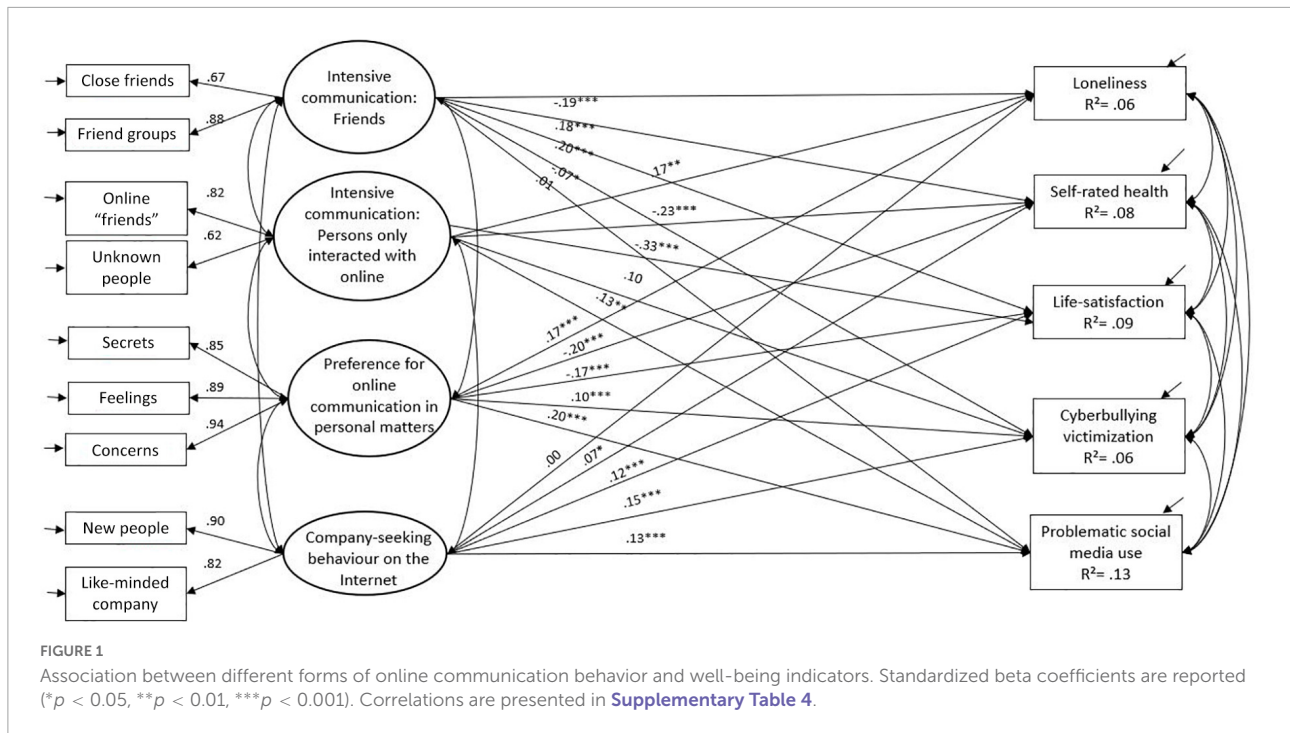 Close friends
Friend groups
Online
"friends"
Unknown
people
Secrets
Feelings
Concerns
New people
Like-minded
company
.67
.88
.82
.62
.85
.89
.94
.90
.82
Intensive
communication:
Friends
Intensive
communication:
Persons only
interacted with
online
Preference for
online
communication in
personal matters
Company-seeking
behaviour on the
Internet
-.19***
.18***
.20***
-.07*
.01
.17**
-.23***
-.33***
.10
.13**
.17***
-.20***
-.17***
.10***
.20***
.00
.07*
.12***
.15***
.13***
Loneliness
R²= .06
Self-rated health
R²= .08
Life-satisfaction
R²= .09
Cyberbullying
victimization
R²= .06
Problematic social
media use
R²= .13
FIGURE 1
Association between different forms of online communication behavior and well-being indicators. Standardized beta coefficients are reported
(*p < 0.05, **p < 0.01, ***p < 0.001). Correlations are presented in Supplementary Table 4.